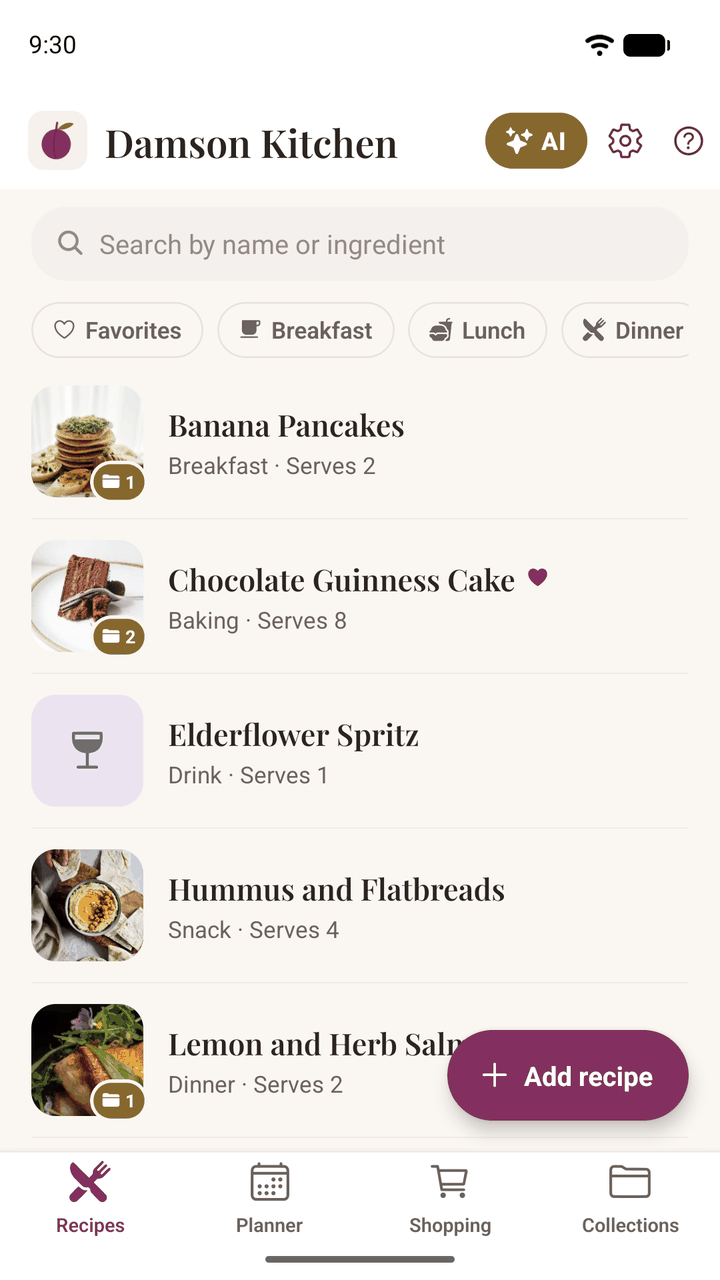 9:30
Damson Kitchen
AI
Search by name or ingredient
Favorites
Breakfast
Lunch
Dinner
Banana Pancakes
Breakfast · Serves 2
1
Chocolate Guinness Cake
Baking · Serves 8
2
Elderflower Spritz
Drink · Serves 1
Hummus and Flatbreads
Snack · Serves 4
Lemon and Herb
Dinner · Serves 2
1
Add recipe
Recipes
Planner
Shopping
Collections